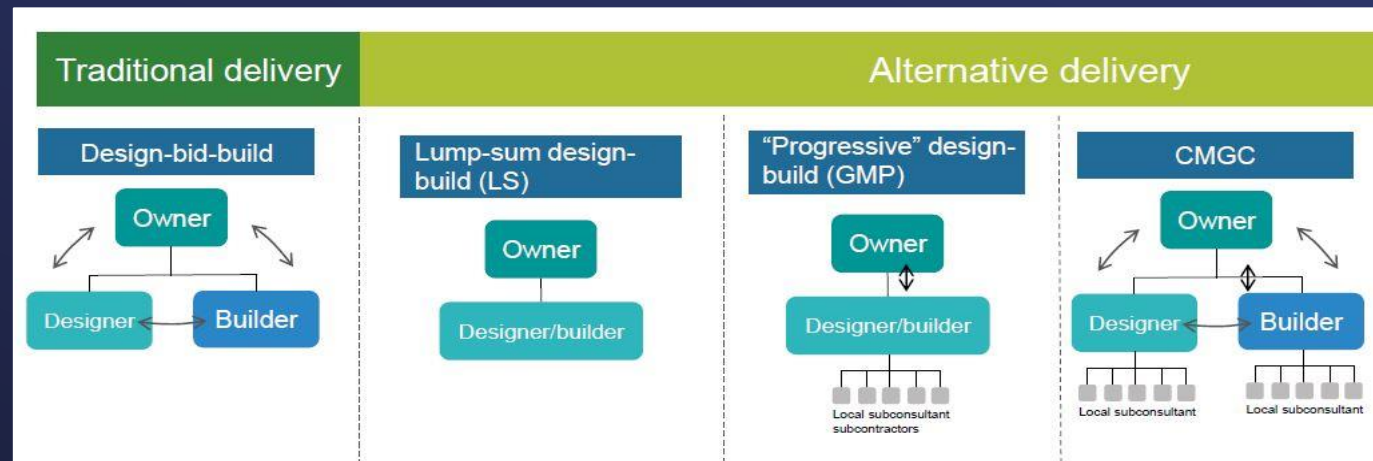 Traditional delivery
Alternative delivery
Design-bid-build
Owner
Designer
Builder
Lump-sum design-
build (LS)
Owner
Designer/builder
“Progressive” design-
build (GMP)
Owner
Designer/builder
Local subconsultant
subcontractors
CMGC
Owner
Designer
Builder
Local subconsultant
Local subconsultant